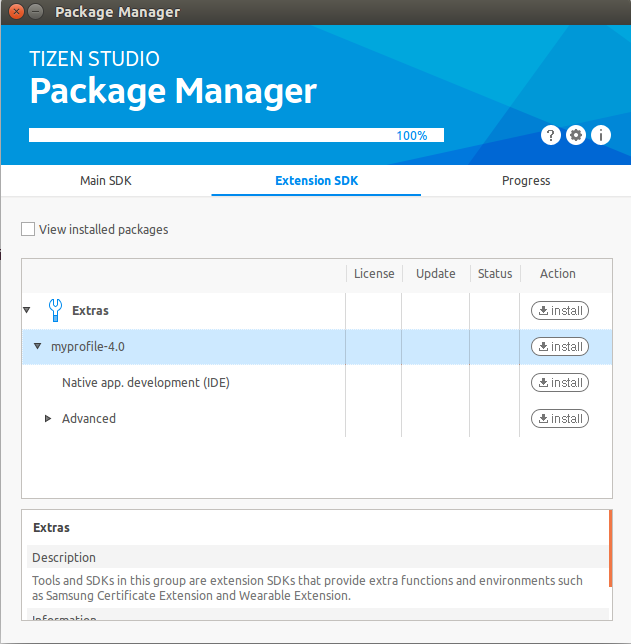 Package Manager
TIZEN STUDIO
Package Manager
100%
?
i
Main SDK
Extension SDK
Progress
View installed packages
License
Update
Status
Action
Extras
install
myprofile-4.0
install
Native app. development (IDE)
install
Advanced
install
Extras
Description
Tools and SDKs in this group are extension SDKs that provide extra functions and environments such
as Samsung Certificate Extension and Wearable Extension.
Information